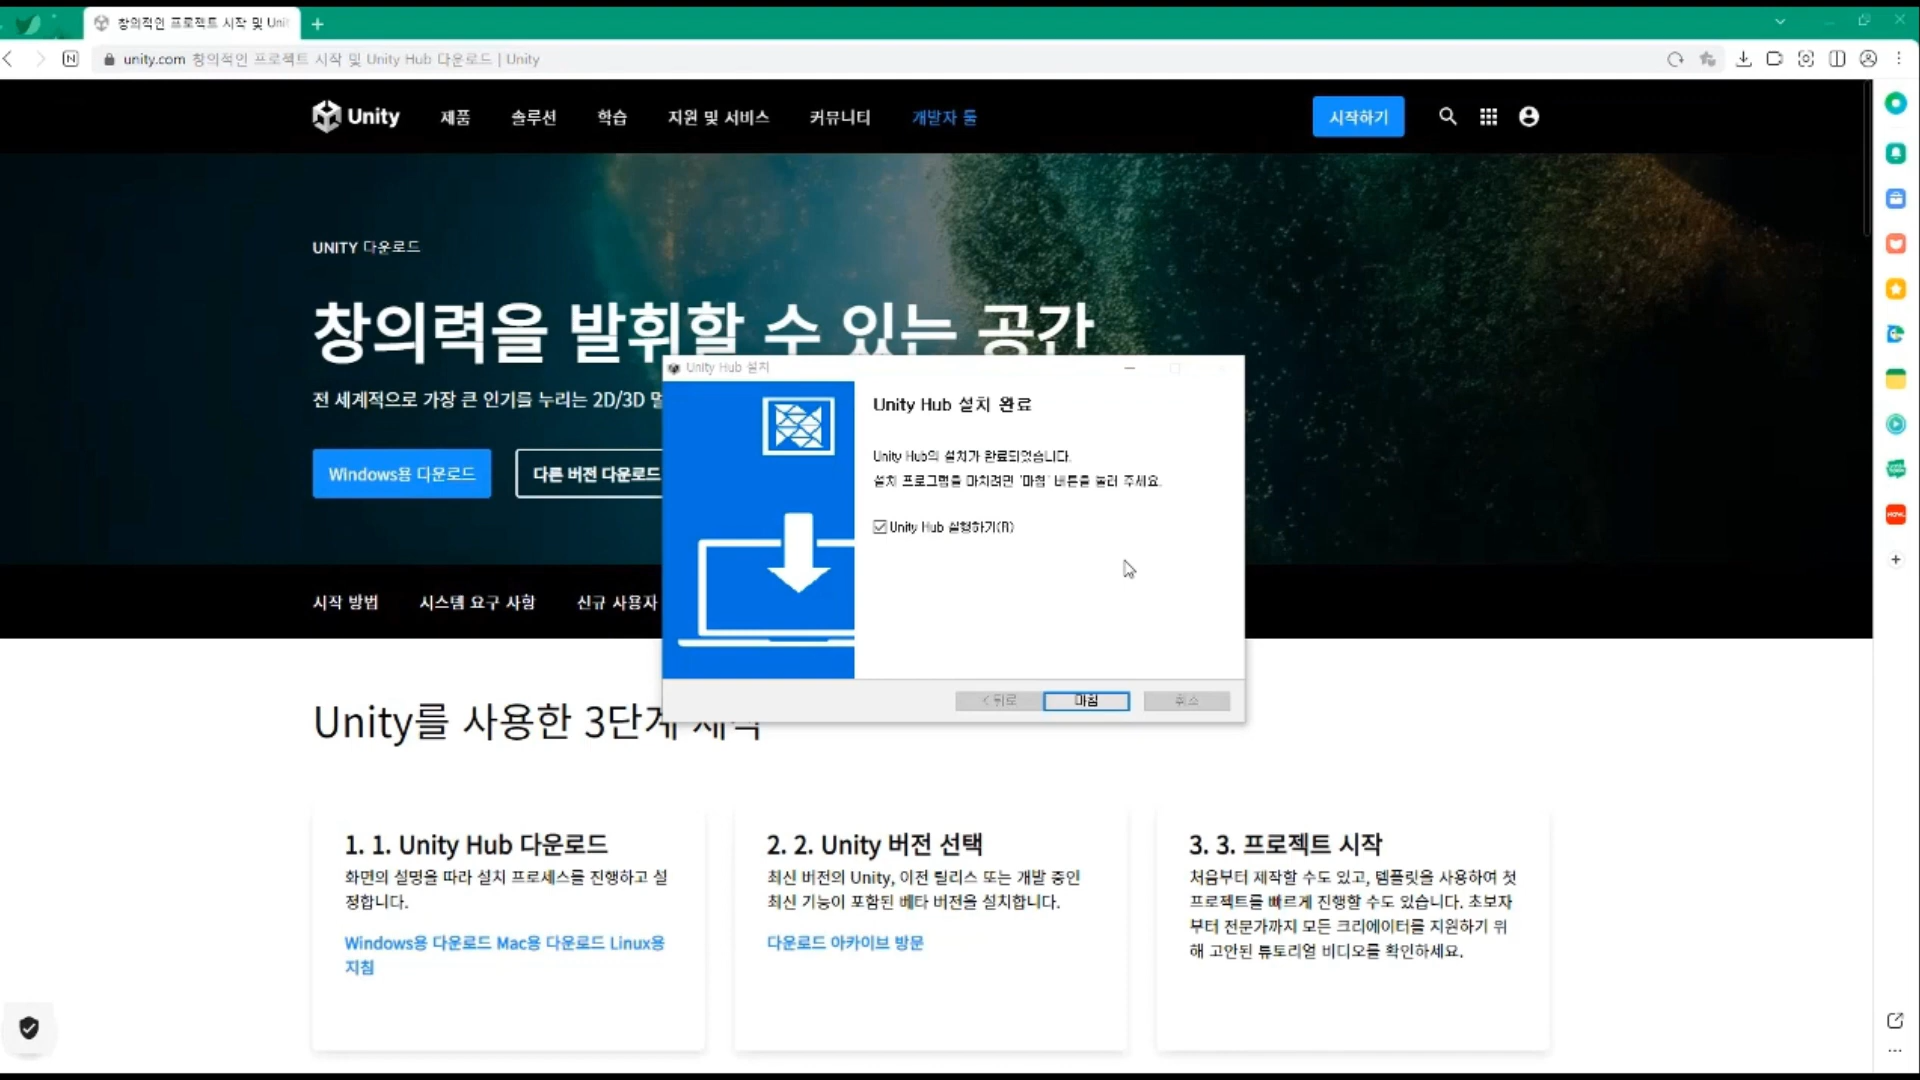 창의적인 프로젝트 시작 및 Unit
unity.com 창의적인 프로젝트 시작 및 Unity Hub 다운로드 | Unity
Unity 제품 솔루션 학습 지원 및 서비스 커뮤니티 개발자 툴 시작하기
UNITY 다운로드
창의력을 발휘할 수 있는 공간
전 세계적으로 가장 큰 인기를 누리는 2D/3D 멀
Windows용 다운로드 다른 버전 다운로드
시작 방법 시스템 요구 사항 신규 사용자
Unity Hub 설치
Unity Hub 설치 완료
Unity Hub의 설치가 완료되었습니다.
설치 프로그램을 마치려면 '마침' 버튼을 눌러 주세요.
Unity Hub 실행하기(R)
< 뒤로 마침 취소
Unity를 사용한 3단계
1. 1. Unity Hub 다운로드
화면의 설명을 따라 설치 프로세스를 진행하고 설
정합니다.
Windows용 다운로드 Mac용 다운로드 Linux용
지침
2. 2. Unity 버전 선택
최신 버전의 Unity, 이전 릴리스 또는 개발 중인
최신 기능이 포함된 베타 버전을 설치합니다.
다운로드 아카이브 방문
3. 3. 프로젝트 시작
처음부터 제작할 수도 있고, 템플릿을 사용하여 첫
프로젝트를 빠르게 진행할 수도 있습니다. 초보자
부터 전문가까지 모든 크리에이터를 지원하기 위
해 고안된 튜토리얼 비디오를 확인하세요.